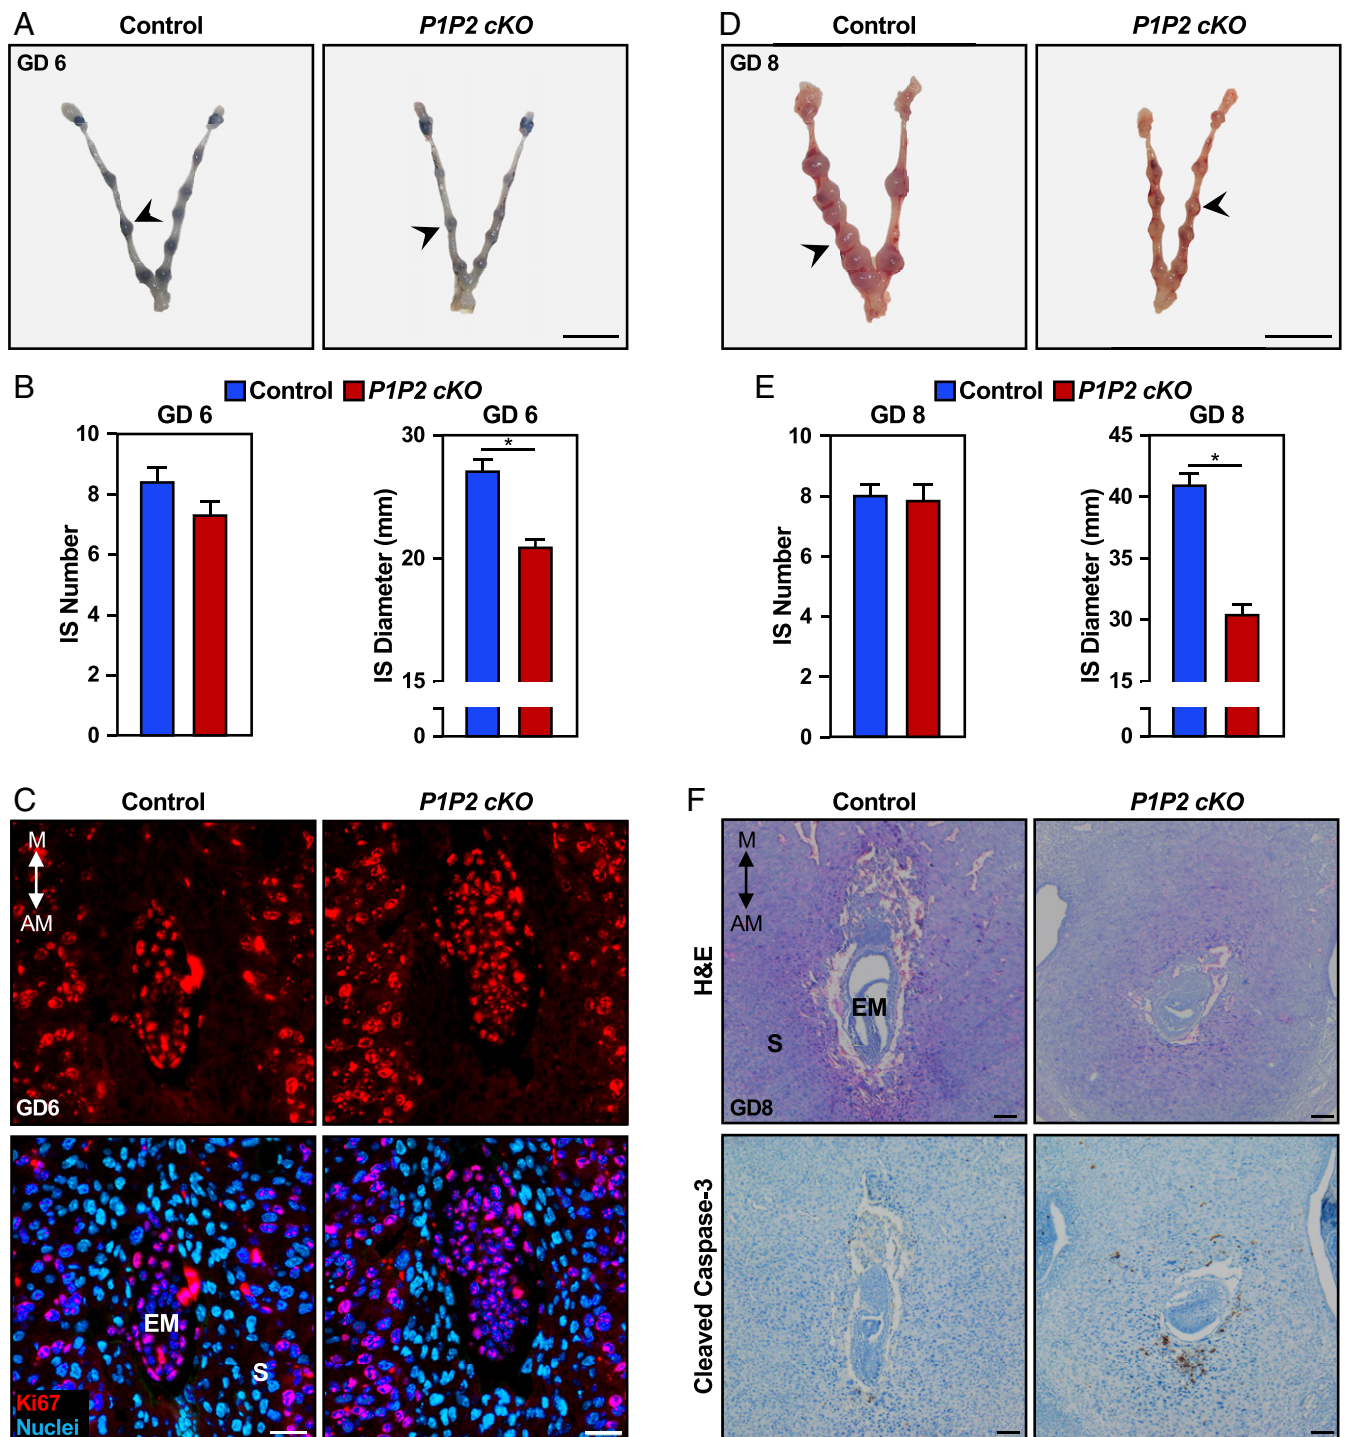 A
Control
P1P2 cKO
GD 6
D
Control
P1P2 cKO
GD 8
B
Control P1P2 cKO
GD 6
10
8
6
4
2
0
IS Number
GD 6
30
20
15
0
IS Diameter (mm)
*
E
Control P1P2 cKO
GD 8
10
8
6
4
2
0
IS Number
GD 8
45
40
35
30
15
0
IS Diameter (mm)
*
C
Control
P1P2 cKO
M
AM
GD6
EM
S
Ki67
Nuclei
F
Control
P1P2 cKO
H&E
M
AM
EM
S
GD8
Cleaved Caspase-3